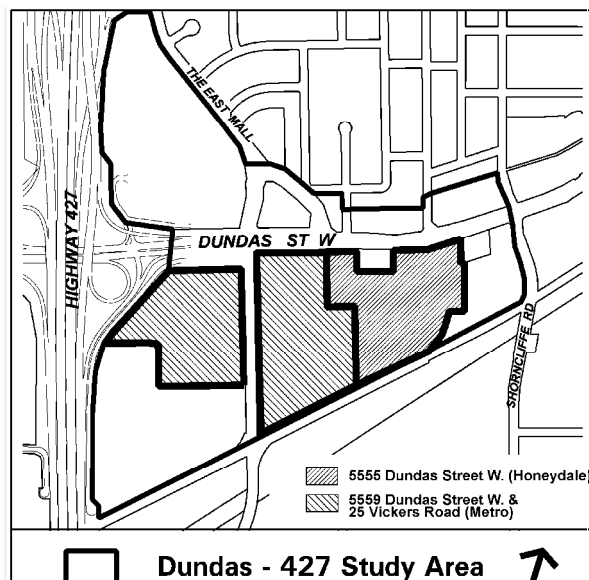 THE EAST MALL
HIGHWAY 427
DUNDAS ST W
SHORNCLIFFE RD
5555 Dundas Street W. (Honeydale)
5559 Dundas Street W. &
25 Vickers Road (Metro)
Dundas - 427 Study Area